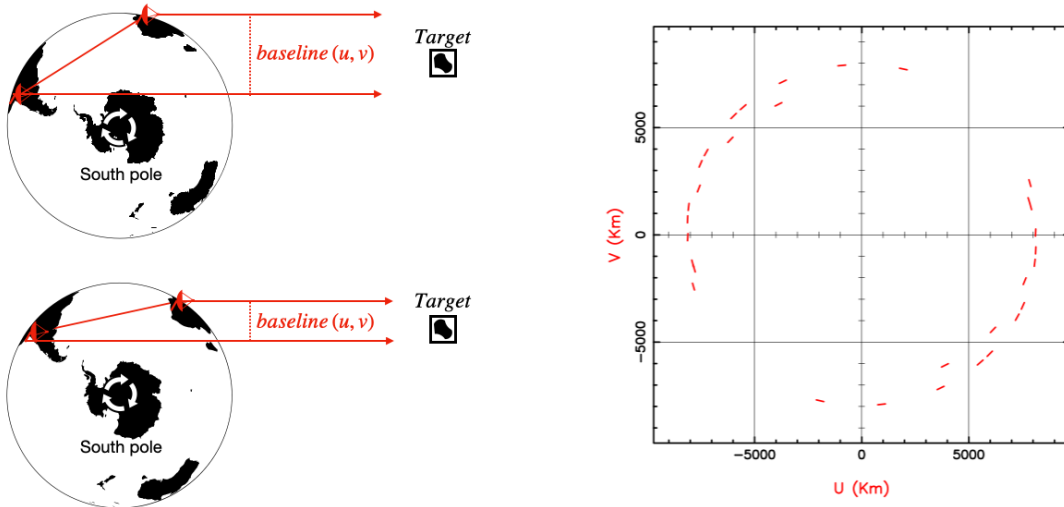 Target
baseline (u, v)
South pole
Target
baseline (u, v)
South pole
5000
0
−5000
V (Km)
−5000
0
5000
U (Km)